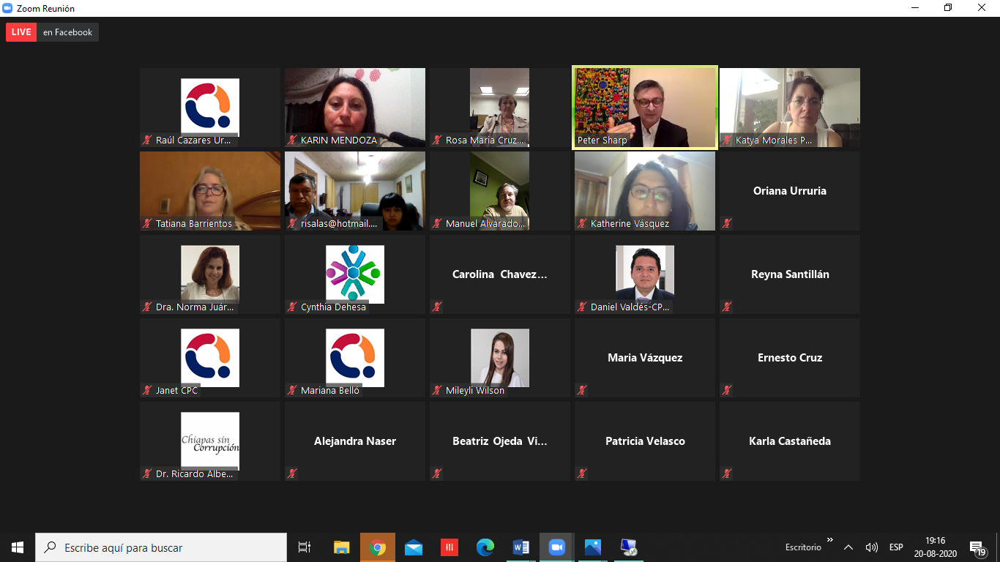 Zoom Reunión
LIVE en Facebook
Raúl Cazares Ur...
KARIN MENDOZA
Rosa Maria Cruz...
Peter Sharp
Katya Morales P...
Tatiana Barrientos
risalas@hotmail....
Manuel Alvarado...
Katherine Vásquez
Oriana Urruria
Dra. Norma Juár...
Cynthia Dehesa
Carolina Chavez...
Daniel Valdés-CP...
Reyna Santillán
Janet CPC
Mariana Belló
Mileyli Wilson
Maria Vázquez
Ernesto Cruz
Chiapas sin
Corrupción
Dr. Ricardo Albe...
Alejandra Naser
Beatriz Ojeda Vi...
Patricia Velasco
Karla Castañeda
Escribe aquí para buscar
Escritorio
ESP
19:16
20-08-2020
19